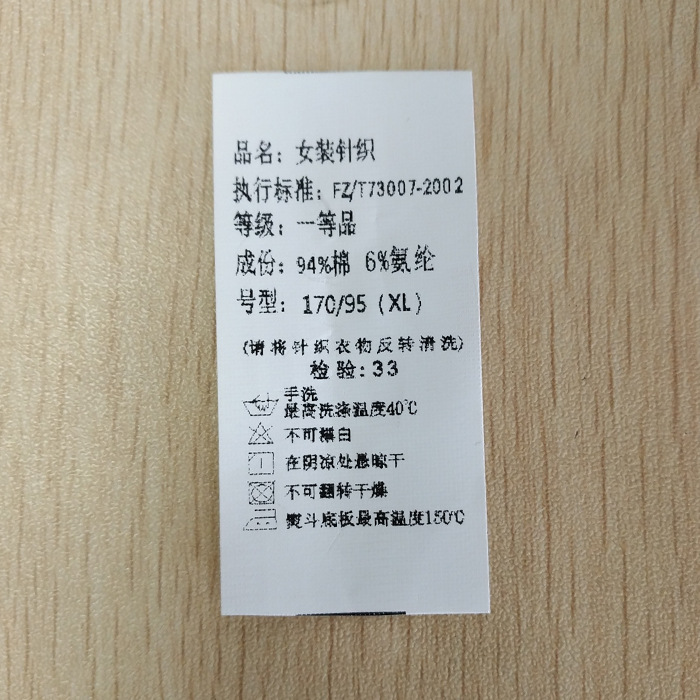 品名：女装针织
执行标准：FZ/T73007-2002
等级：一等品
成份：94%棉 6%氨纶
号型：170/95（XL）
（请将针织衣物反转清洗）
检验:33
手洗
最高洗涤温度40℃
不可漂白
在阴凉处悬晾干
不可翻转干燥
熨斗底板最高温度150℃